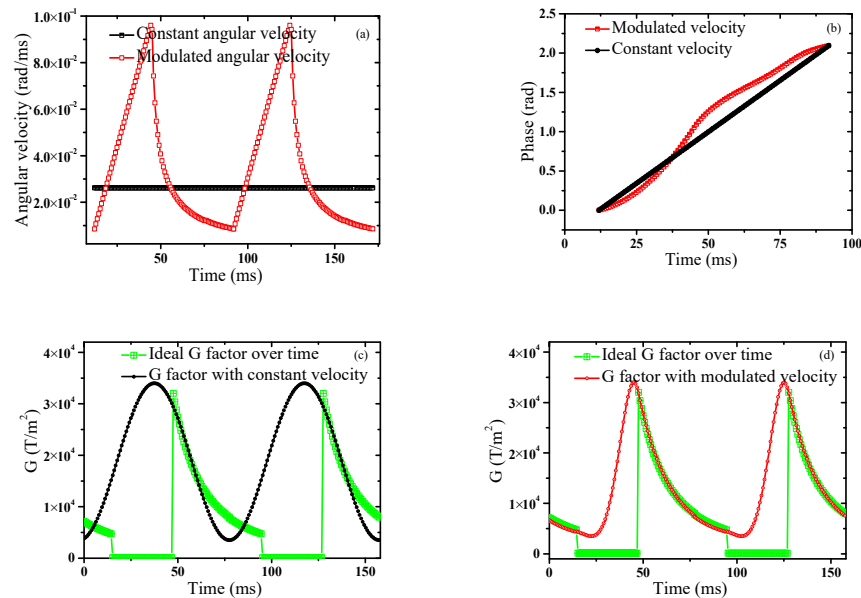 Constant angular velocity
(a)
Modulated angular velocity
1.0×10⁻¹
8.0×10⁻²
6.0×10⁻²
4.0×10⁻²
2.0×10⁻²
Angular velocity (rad/ms)
50
100
150
Time (ms)
Modulated velocity
(b)
Constant velocity
2.5
2.0
1.5
1.0
0.5
0.0
Phase (rad)
0
25
50
75
100
Time (ms)
Ideal G factor over time
(c)
G factor with constant velocity
4×10⁴
3×10⁴
2×10⁴
1×10⁴
0
G (T/m²)
0
50
100
150
Time (ms)
Ideal G factor over time
(d)
G factor with modulated velocity
4×10⁴
3×10⁴
2×10⁴
1×10⁴
0
G (T/m²)
0
50
100
150
Time (ms)